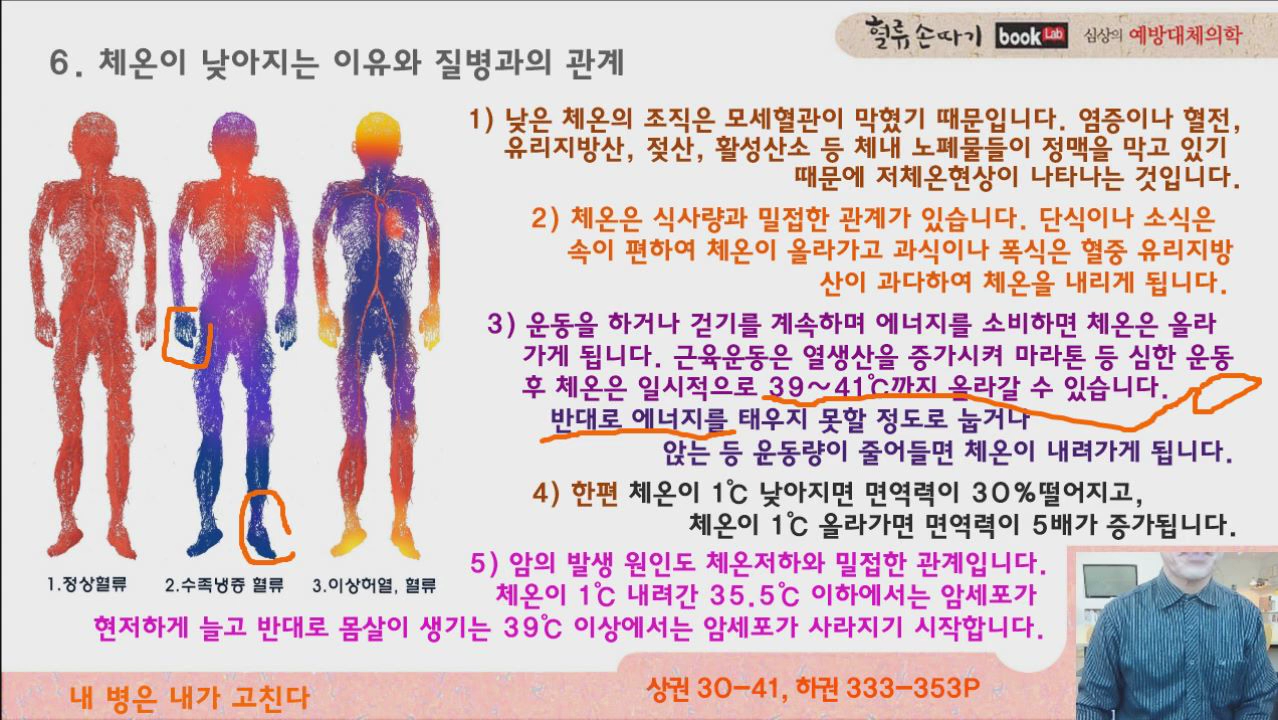 혈류 손따기 book Lab 심상의 예방대체의학
6. 체온이 낮아지는 이유와 질병과의 관계
1) 낮은 체온의 조직은 모세혈관이 막혔기 때문입니다. 염증이나 혈전,
유리지방산, 젖산, 활성산소 등 체내 노폐물들이 정맥을 막고 있기
때문에 저체온현상이 나타나는 것입니다.
2) 체온은 식사량과 밀접한 관계가 있습니다. 단식이나 소식은
속이 편하여 체온이 올라가고 과식이나 폭식은 혈중 유리지방
산이 과다하여 체온을 내리게 됩니다.
3) 운동을 하거나 걷기를 계속하며 에너지를 소비하면 체온은 올라
가게 됩니다. 근육운동은 열생산을 증가시켜 마라톤 등 심한 운동
후 체온은 일시적으로 39~41℃까지 올라갈 수 있습니다.
반대로 에너지를 태우지 못할 정도로 눕거나
앉는 등 운동량이 줄어들면 체온이 내려가게 됩니다.
4) 한편 체온이 1℃ 낮아지면 면역력이 30%떨어지고,
체온이 1℃ 올라가면 면역력이 5배가 증가됩니다.
5) 암의 발생 원인도 체온저하와 밀접한 관계입니다.
체온이 1℃ 내려간 35.5℃ 이하에서는 암세포가
현저하게 늘고 반대로 몸살이 생기는 39℃ 이상에서는 암세포가 사라지기 시작합니다.
1.정상혈류
2.수족냉증 혈류
3.이상허열, 혈류
내 병은 내가 고친다
상권 30-41, 하권 333-353P
1